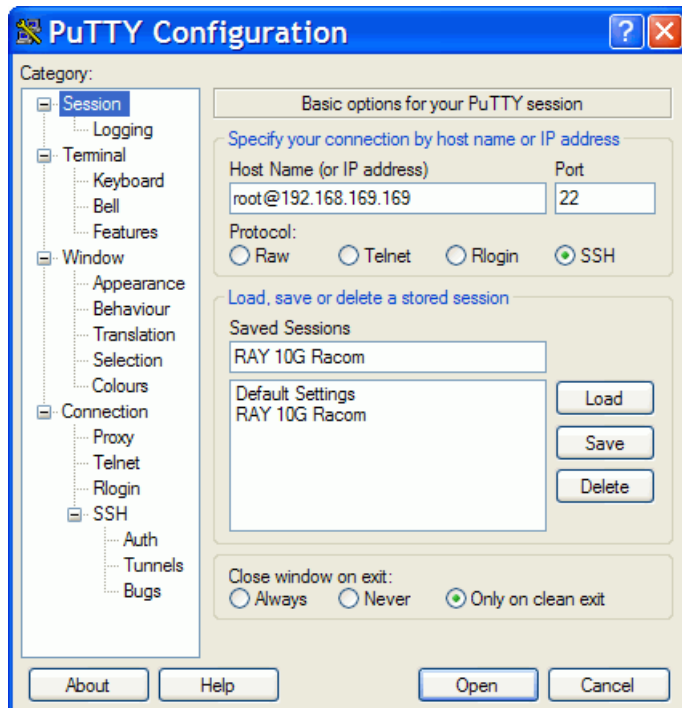 PuTTY Configuration
?
Category:
Session
Logging
Terminal
Keyboard
Bell
Features
Window
Appearance
Behaviour
Translation
Selection
Colours
Connection
Proxy
Telnet
Rlogin
SSH
Auth
Tunnels
Bugs
Basic options for your PuTTY session
Specify your connection by host name or IP address
Host Name (or IP address) Port
root@192.168.169.169 22
Protocol:
Raw Telnet Rlogin SSH
Load, save or delete a stored session
Saved Sessions
RAY 10G Racom
Default Settings
RAY 10G Racom
Load
Save
Delete
Close window on exit:
Always Never Only on clean exit
About Help Open Cancel